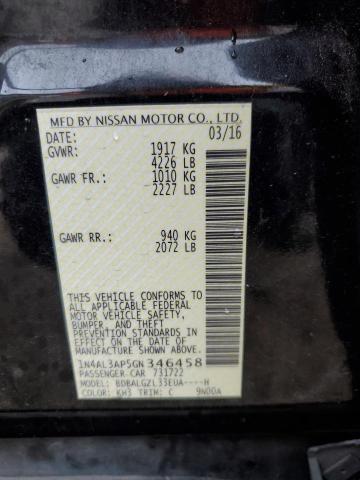 MFD BY NISSAN MOTOR CO., LTD.
DATE: 03/16
GVWR: 1917 KG
4226 LB
GAWR FR.: 1010 KG
2227 LB
GAWR RR.: 940 KG
2072 LB
THIS VEHICLE CONFORMS TO
ALL APPLICABLE FEDERAL
MOTOR VEHICLE SAFETY,
BUMPER, AND THEFT
PREVENTION STANDARDS IN
EFFECT ON THE DATE OF
MANUFACTURE SHOWN ABOVE.
1N4AL3AP5GN346458
PASSENGER CAR 731722
MODEL: BDBALGZL33EUA----H
COLOR: KH3 TRIM: C 9N00A